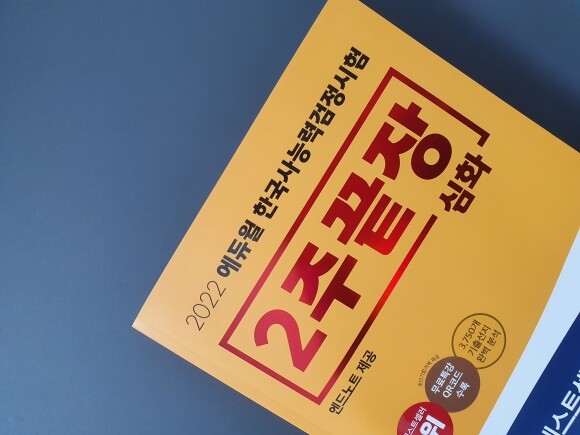 2022 에듀윌 한국사능력검정시험
2주끝장
심화
엔드노트 제공
3,750개
기출선지
완벽 분석
무료특강
QR코드
수록
위